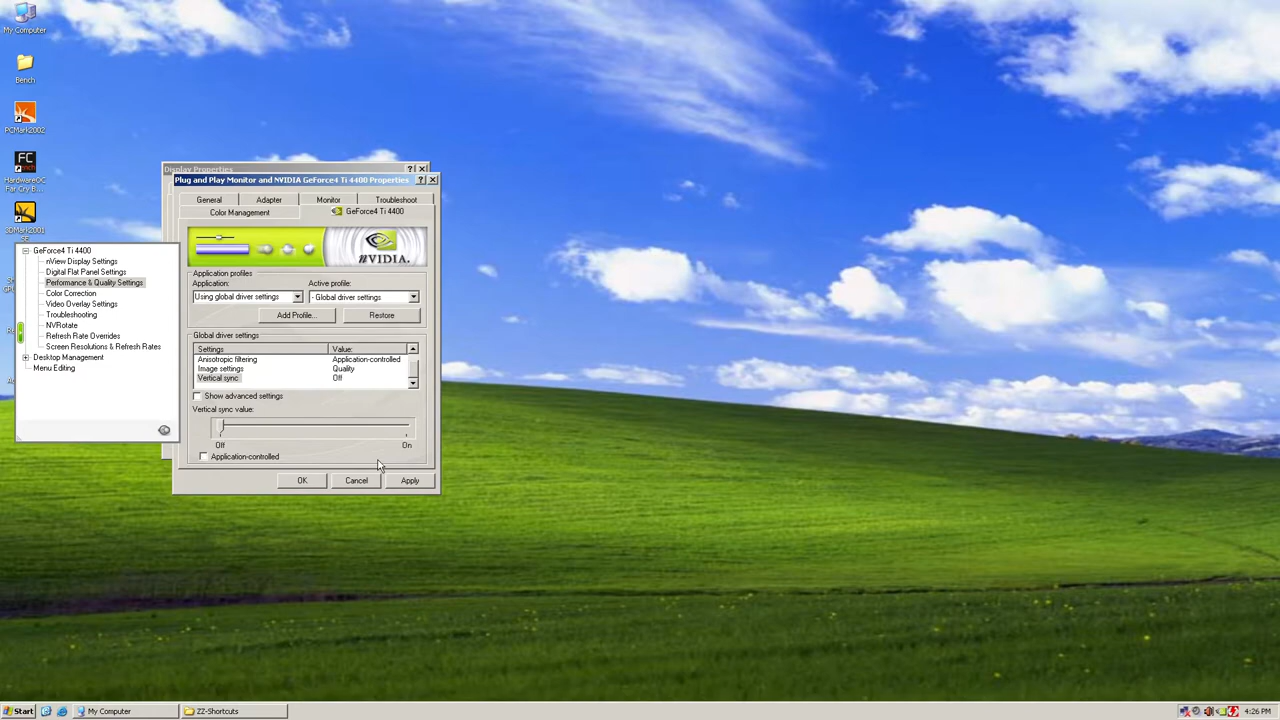 My Computer
Bench
PCMark2002
HardwareOC
Far Cry B...
3DMark2001
SE
Display Properties
Plug and Play Monitor and NVIDIA GeForce4 Ti 4400 Properties
General
Adapter
Monitor
Troubleshoot
Color Management
GeForce4 Ti 4400
nVIDIA.
Application profiles
Application:
Active profile:
Using global driver settings
- Global driver settings
Add Profile...
Restore
Global driver settings
Settings
Value:
Anisotropic filtering
Application-controlled
Image settings
Quality
Vertical sync
Off
Show advanced settings
Vertical sync value:
Off
On
Application-controlled
OK
Cancel
Apply
GeForce4 Ti 4400
nView Display Settings
Digital Flat Panel Settings
Performance & Quality Settings
Color Correction
Video Overlay Settings
Troubleshooting
NVRotate
Refresh Rate Overrides
Screen Resolutions & Refresh Rates
Desktop Management
Menu Editing
Start
My Computer
ZZ-Shortcuts
4:26 PM